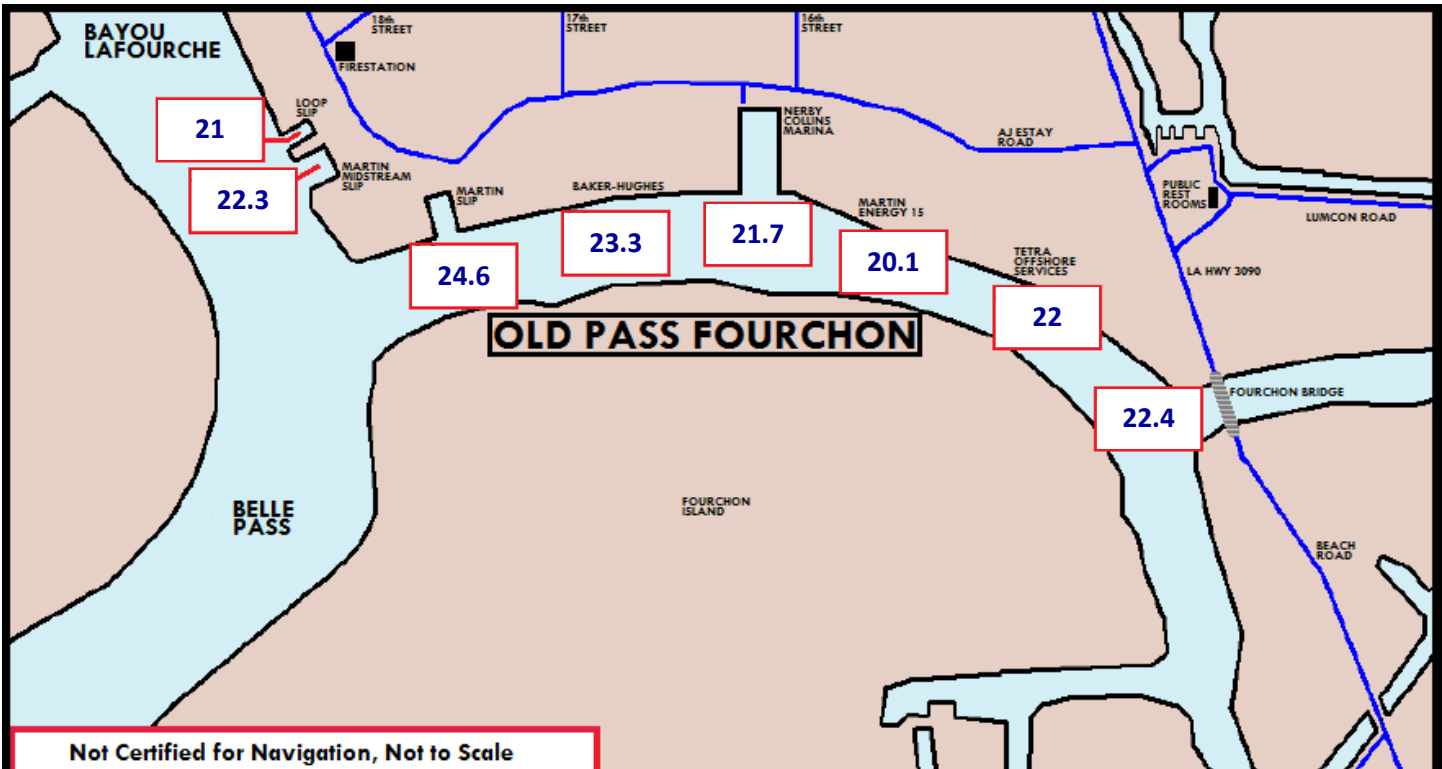 BAYOU
LAFOURCHE
18th
STREET
17th
STREET
16th
STREET
FIRESTATION
LOOP
SLIP
21
NERBY
COLLINS
MARINA
AJ ESTAY
ROAD
MARTIN
MIDSTREAM
SLIP
22.3
MARTIN
SLIP
BAKER-HUGHES
PUBLIC
REST
ROOMS
MARTIN
ENERGY 15
LUMCON ROAD
24.6
23.3
21.7
20.1
TETRA
OFFSHORE
SERVICES
22
LA HWY 3090
OLD PASS FOURCHON
22.4
FOURCHON BRIDGE
BELLE
PASS
FOURCHON
ISLAND
BEACH
ROAD
Not Certified for Navigation, Not to Scale